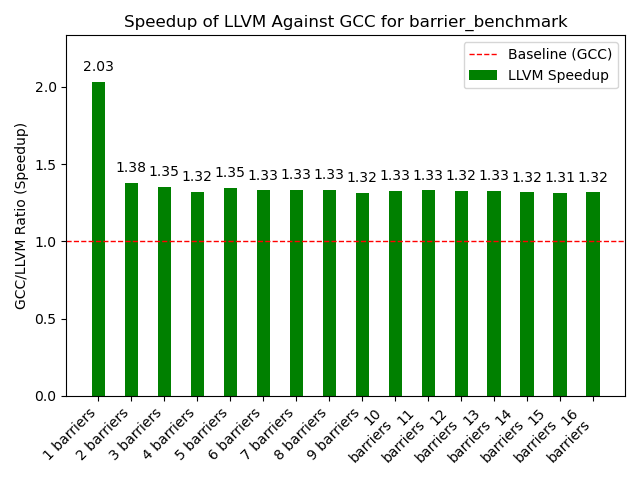 Speedup of LLVM Against GCC for barrier_benchmark
Baseline (GCC)
LLVM Speedup
GCC/LLVM Ratio (Speedup)
2.0
1.5
1.0
0.5
0.0
2.03
1.38
1.35
1.32
1.35
1.33
1.33
1.33
1.32
1.33
1.33
1.32
1.33
1.32
1.31
1.32
1 barriers
2 barriers
3 barriers
4 barriers
5 barriers
6 barriers
7 barriers
8 barriers
9 barriers
10
barriers
11
barriers
12
barriers
13
barriers
14
barriers
15
barriers
16
barriers